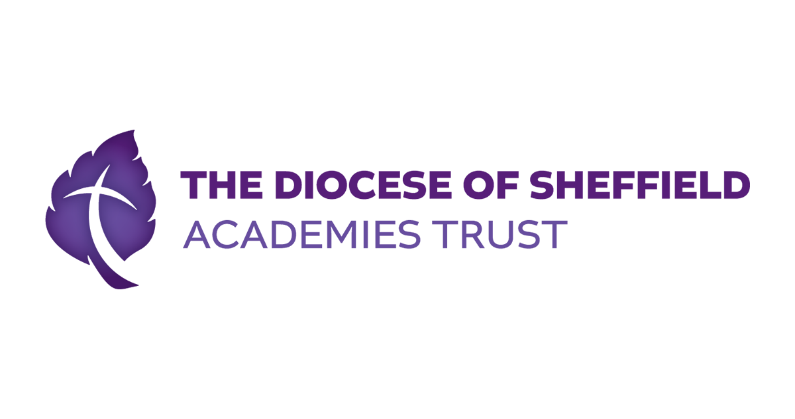 THE DIOCESE OF SHEFFIELD
ACADEMIES TRUST